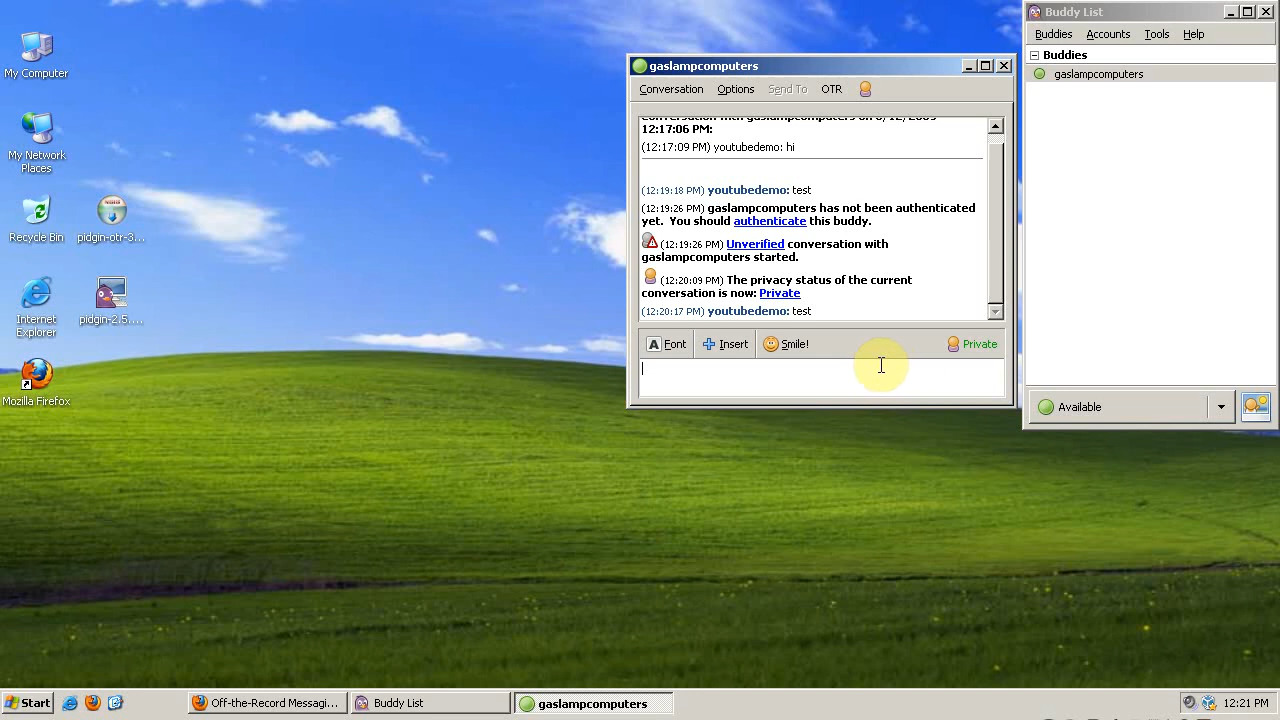 My Computer
My Network
Places
Recycle Bin
pidgin-otr-3...
Internet
Explorer
pidgin-2.5....
Mozilla Firefox
gaslampcomputers
Conversation Options Send To OTR
12:17:06 PM:
(12:17:09 PM) youtubedemo: hi
(12:19:18 PM) youtubedemo: test
(12:19:26 PM) gaslampcomputers has not been authenticated
yet. You should authenticate this buddy.
(12:19:26 PM) Unverified conversation with
gaslampcomputers started.
(12:20:09 PM) The privacy status of the current
conversation is now: Private
(12:20:17 PM) youtubedemo: test
A Font Insert Smile! Private
Buddy List
Buddies Accounts Tools Help
Buddies
gaslampcomputers
Available
Start Off-the-Record Messagi... Buddy List gaslampcomputers 12:21 PM